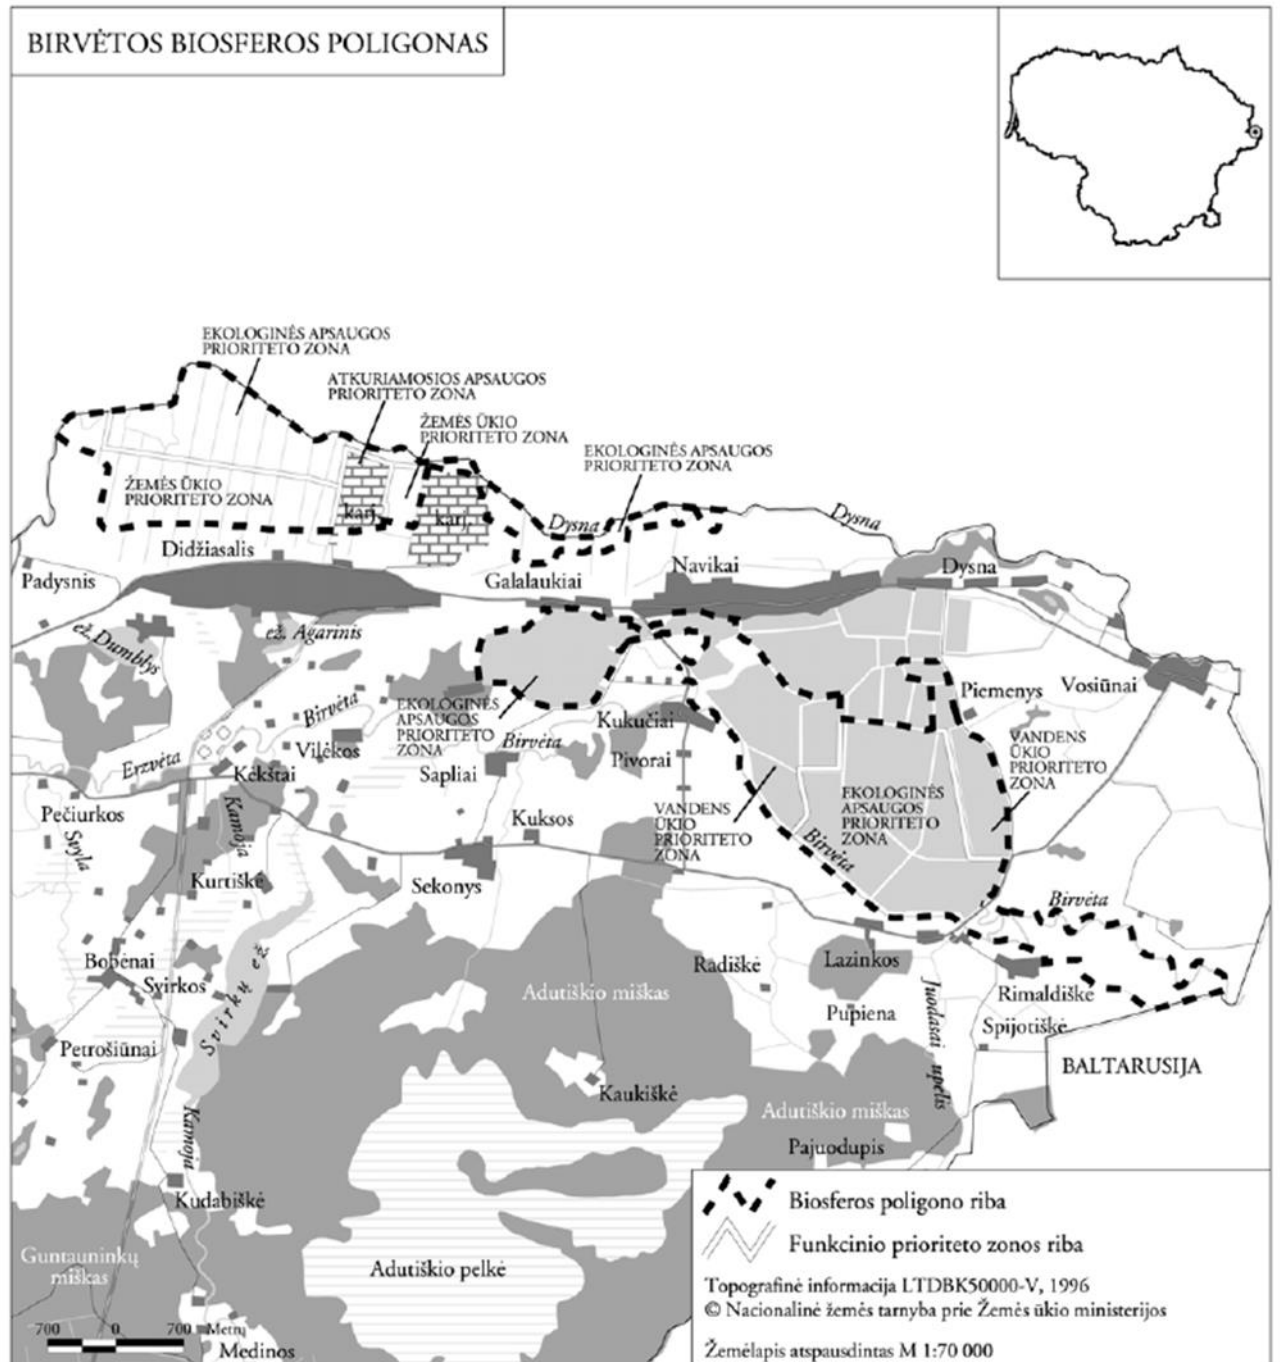 BIRVĖTOS BIOSFEROS POLIGONAS
EKOLOGINĖS APSAUGOS
PRIORITETO ZONA
ATKURIAMOSIOS APSAUGOS
PRIORITETO ZONA
ŽEMĖS ŪKIO
PRIORITETO ZONA
EKOLOGINĖS APSAUGOS
PRIORITETO ZONA
ŽEMĖS ŪKIO
PRIORITETO ZONA
karj.
karj.
Dysna
Dysna
Didžiasalis
Padysnis
Galalaukiai
Navikai
Dysna
ež. Dumblys
ež. Agarinis
Birvėta
EKOLOGINĖS
APSAUGOS
PRIORITETO
ZONA
Kukučiai
Piemenys
Vosiūnai
Vilėkos
Birvėta
Erzvėta
Kėkštai
Sapliai
Pivorai
VANDENS
ŪKIO
PRIORITETO
ZONA
Pečiurkos
Svyla
Kamoja
Kuksos
VANDENS
ŪKIO
PRIORITETO
ZONA
EKOLOGINĖS
APSAUGOS
PRIORITETO
ZONA
Birvėta
Kurtiškė
Sekonys
Birvėta
Bobėnai
Svirkos
Svirkų ež.
Radiškė
Lazinkos
Rimaldiškė
Adutiškio miškas
Pupiena
Juodasai upelis
Spijotiškė
Petrošiūnai
BALTARUSIJA
Kaukiškė
Adutiškio miškas
Pajuodupis
Kamoja
Kudabiškė
Guntauninkų
miškas
Adutiškio pelkė
Medinos
700 0 700 Metrų
Biosferos poligono riba
Funkcinio prioriteto zonos riba
Topografinė informacija LTDBK50000-V, 1996
© Nacionalinė žemės tarnyba prie Žemės ūkio ministerijos
Žemėlapis atspausdintas M 1:70 000